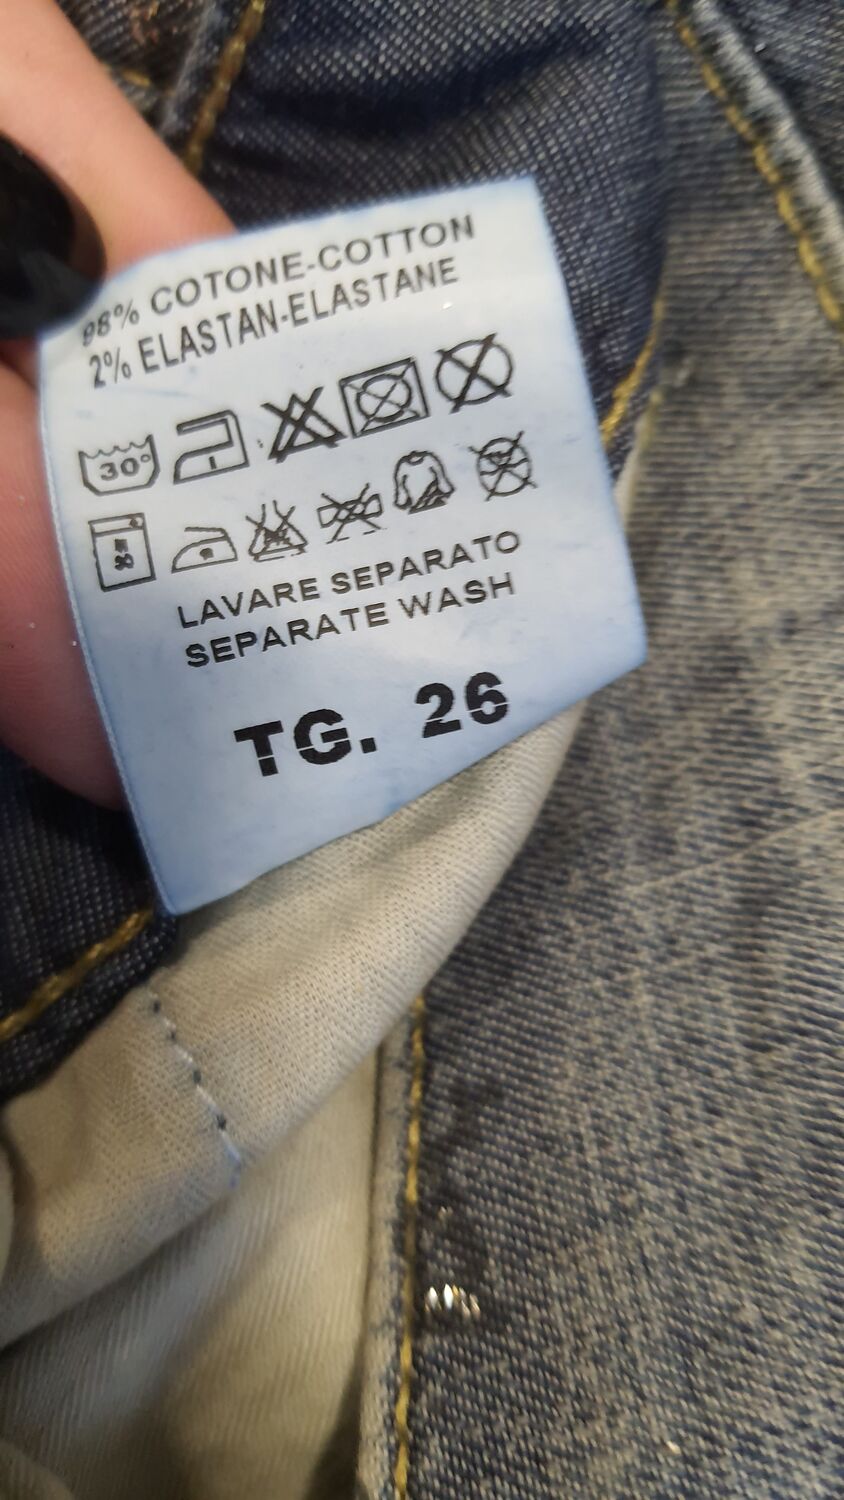 98% COTONE-COTTON
2% ELASTAN-ELASTANE
30°
LAVARE SEPARATO
SEPARATE WASH
TG. 26